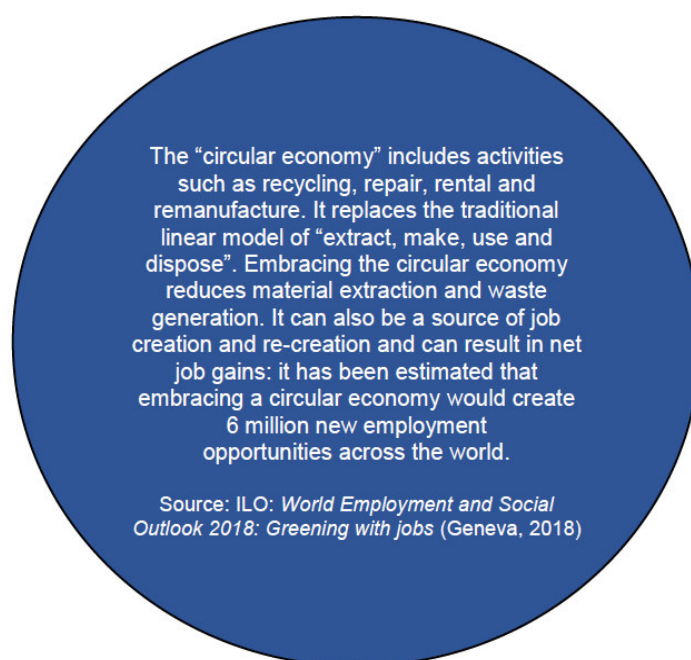 The “circular economy” includes activities
such as recycling, repair, rental and
remanufacture. It replaces the traditional
linear model of “extract, make, use and
dispose”. Embracing the circular economy
reduces material extraction and waste
generation. It can also be a source of job
creation and re-creation and can result in net
job gains: it has been estimated that
embracing a circular economy would create
6 million new employment
opportunities across the world.
Source: ILO: World Employment and Social
Outlook 2018: Greening with jobs (Geneva, 2018)